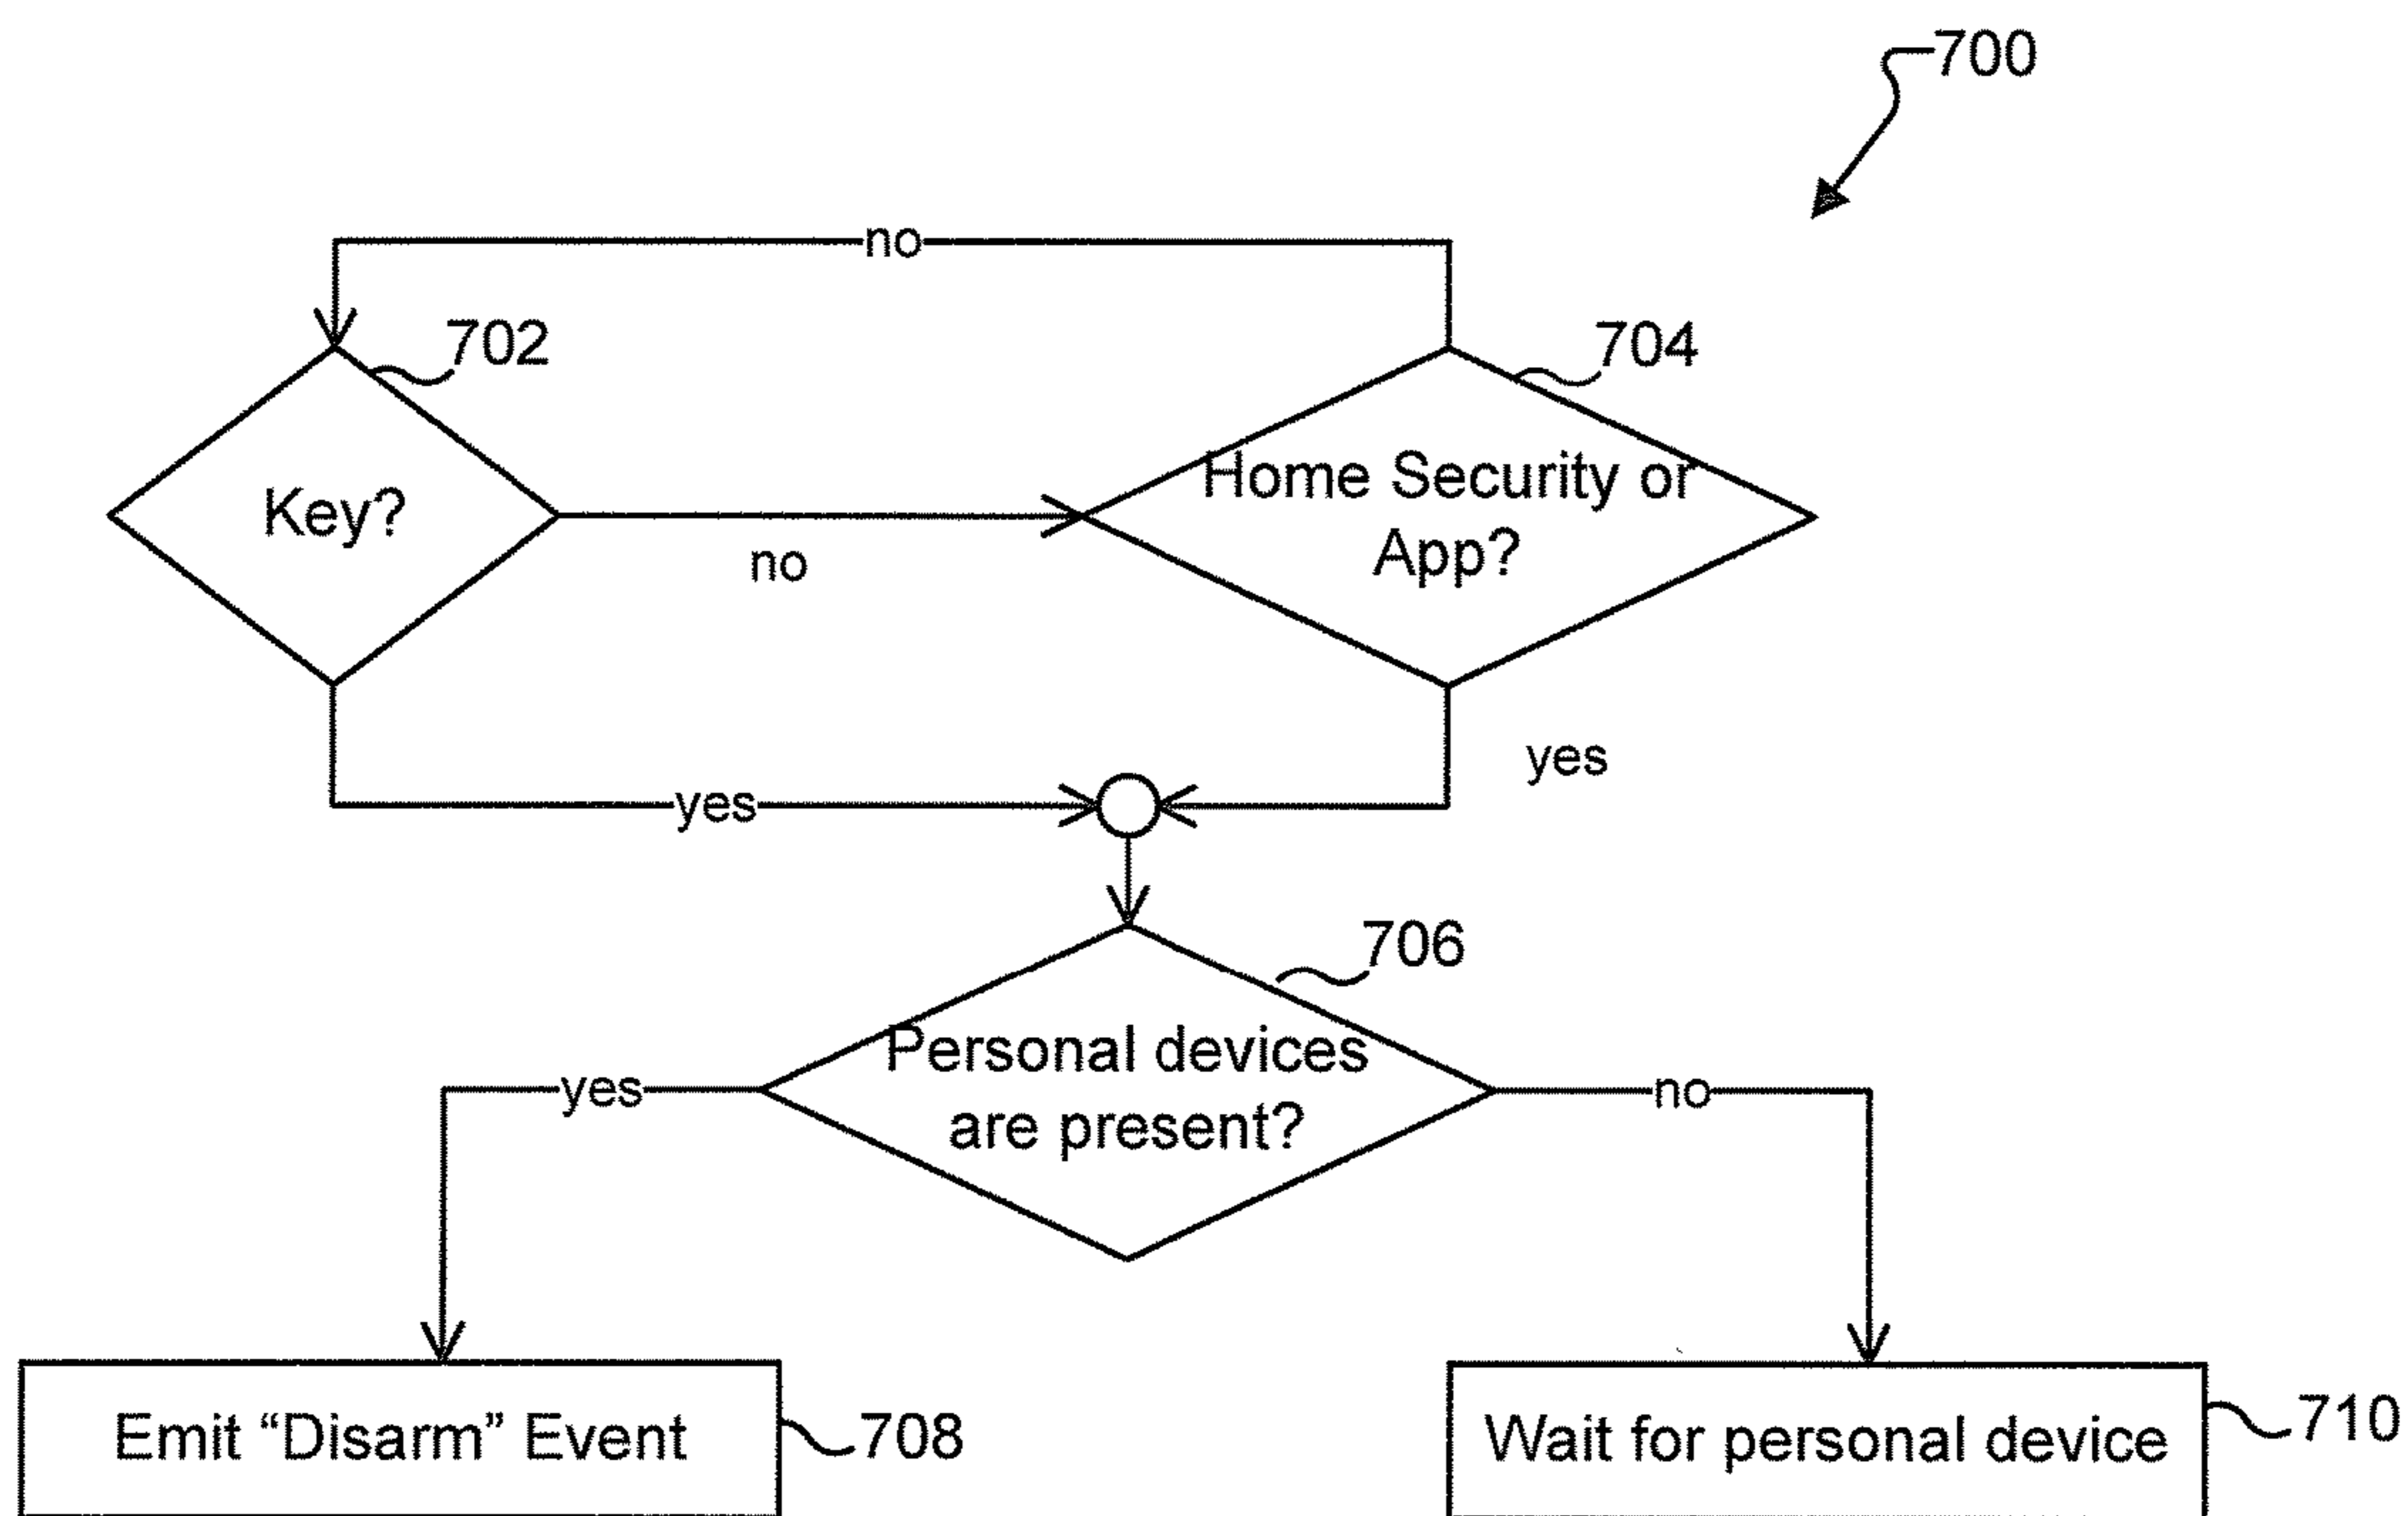 700
no
702
704
Key?
Home Security or
App?
no
yes
yes
706
Personal devices
are present?
yes
no
Emit “Disarm” Event
708
Wait for personal device
710